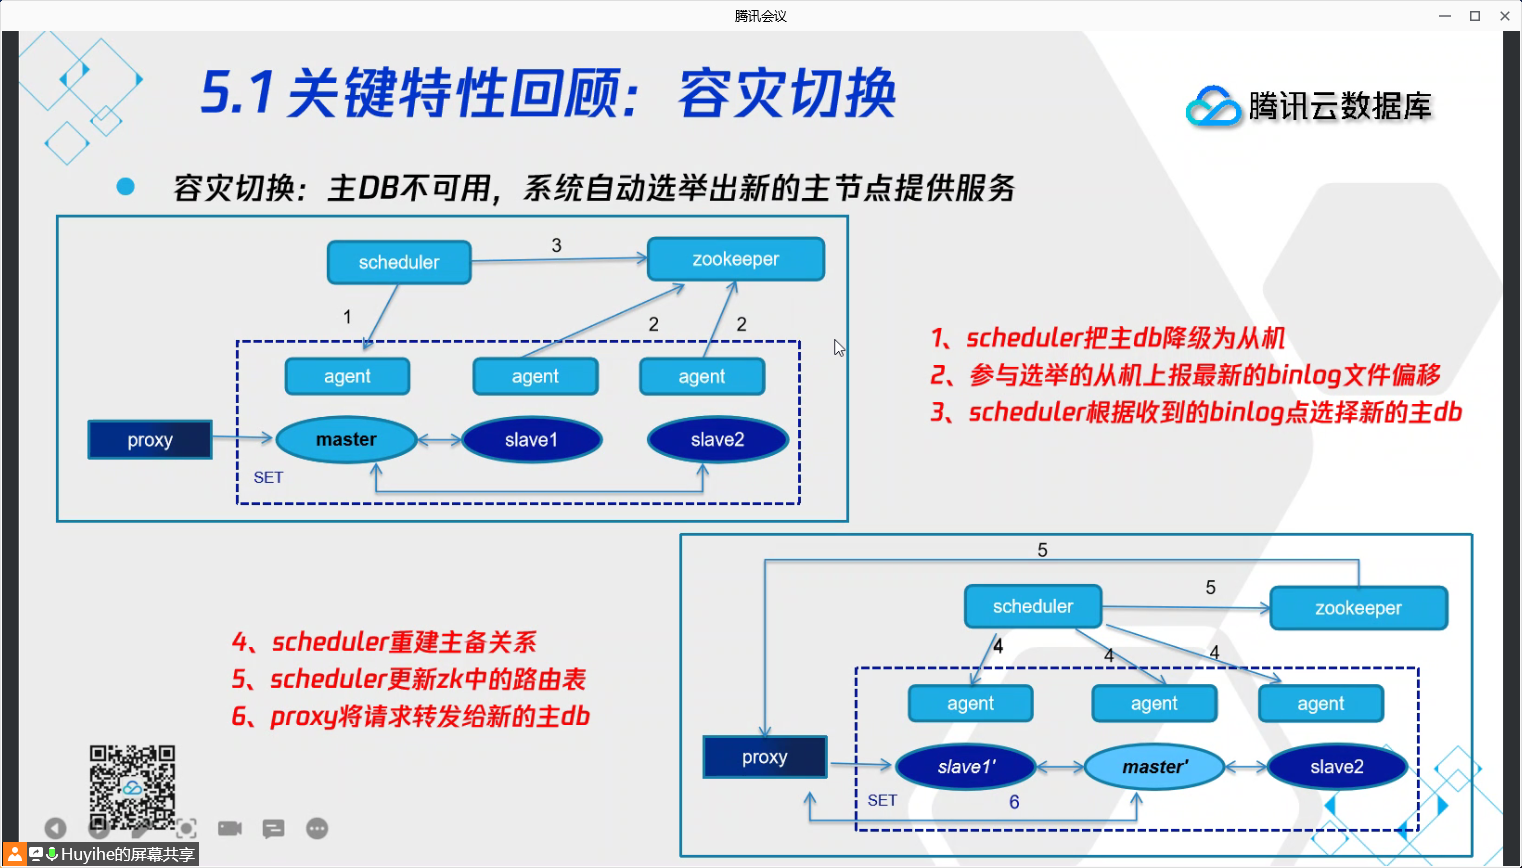 腾讯会议
5.1 关键特性回顾：容灾切换
腾讯云数据库
容灾切换：主DB不可用，系统自动选举出新的主节点提供服务
scheduler
3
zookeeper
1
2
2
agent
agent
agent
proxy
master
slave1
slave2
SET
1、scheduler把主db降级为从机
2、参与选举的从机上报最新的binlog文件偏移
3、scheduler根据收到的binlog点选择新的主db
4、scheduler重建主备关系
5、scheduler更新zk中的路由表
6、proxy将请求转发给新的主db
5
scheduler
5
zookeeper
4
4
4
agent
agent
agent
proxy
slave1'
master'
slave2
SET
6
Huyihe的屏幕共享